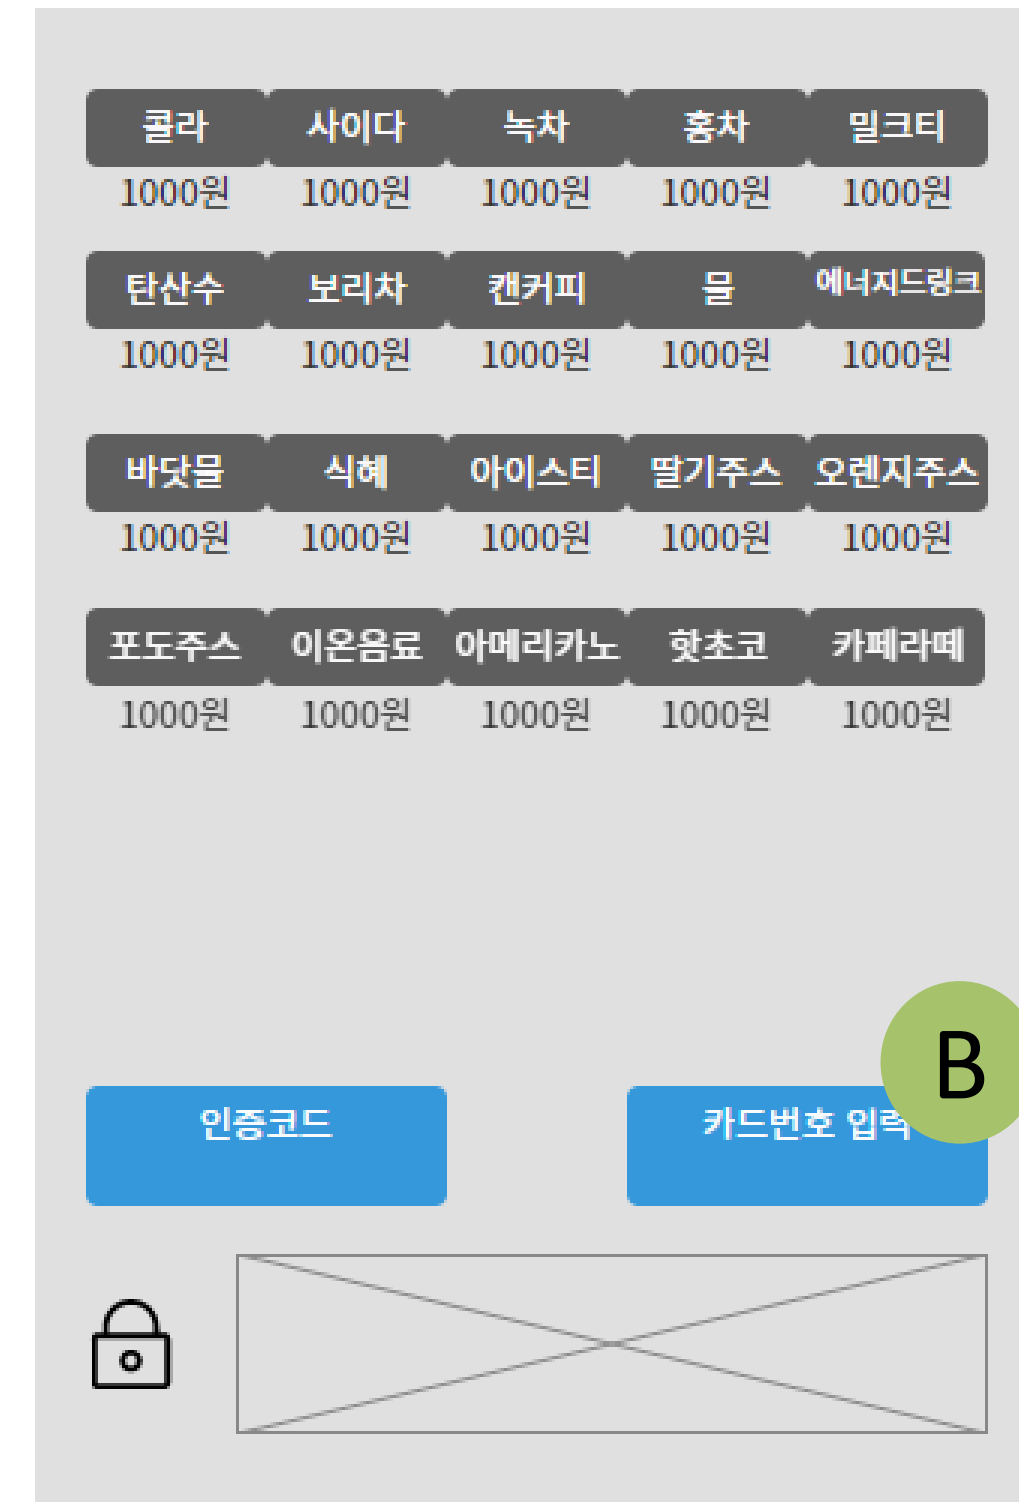 콜라 사이다 녹차 홍차 밀크티
1000원 1000원 1000원 1000원 1000원
탄산수 보리차 캔커피 물 에너지드링크
1000원 1000원 1000원 1000원 1000원
바닷물 식혜 아이스티 딸기주스 오렌지주스
1000원 1000원 1000원 1000원 1000원
포도주스 이온음료 아메리카노 핫초코 카페라떼
1000원 1000원 1000원 1000원 1000원
B
인증코드 카드번호 입력